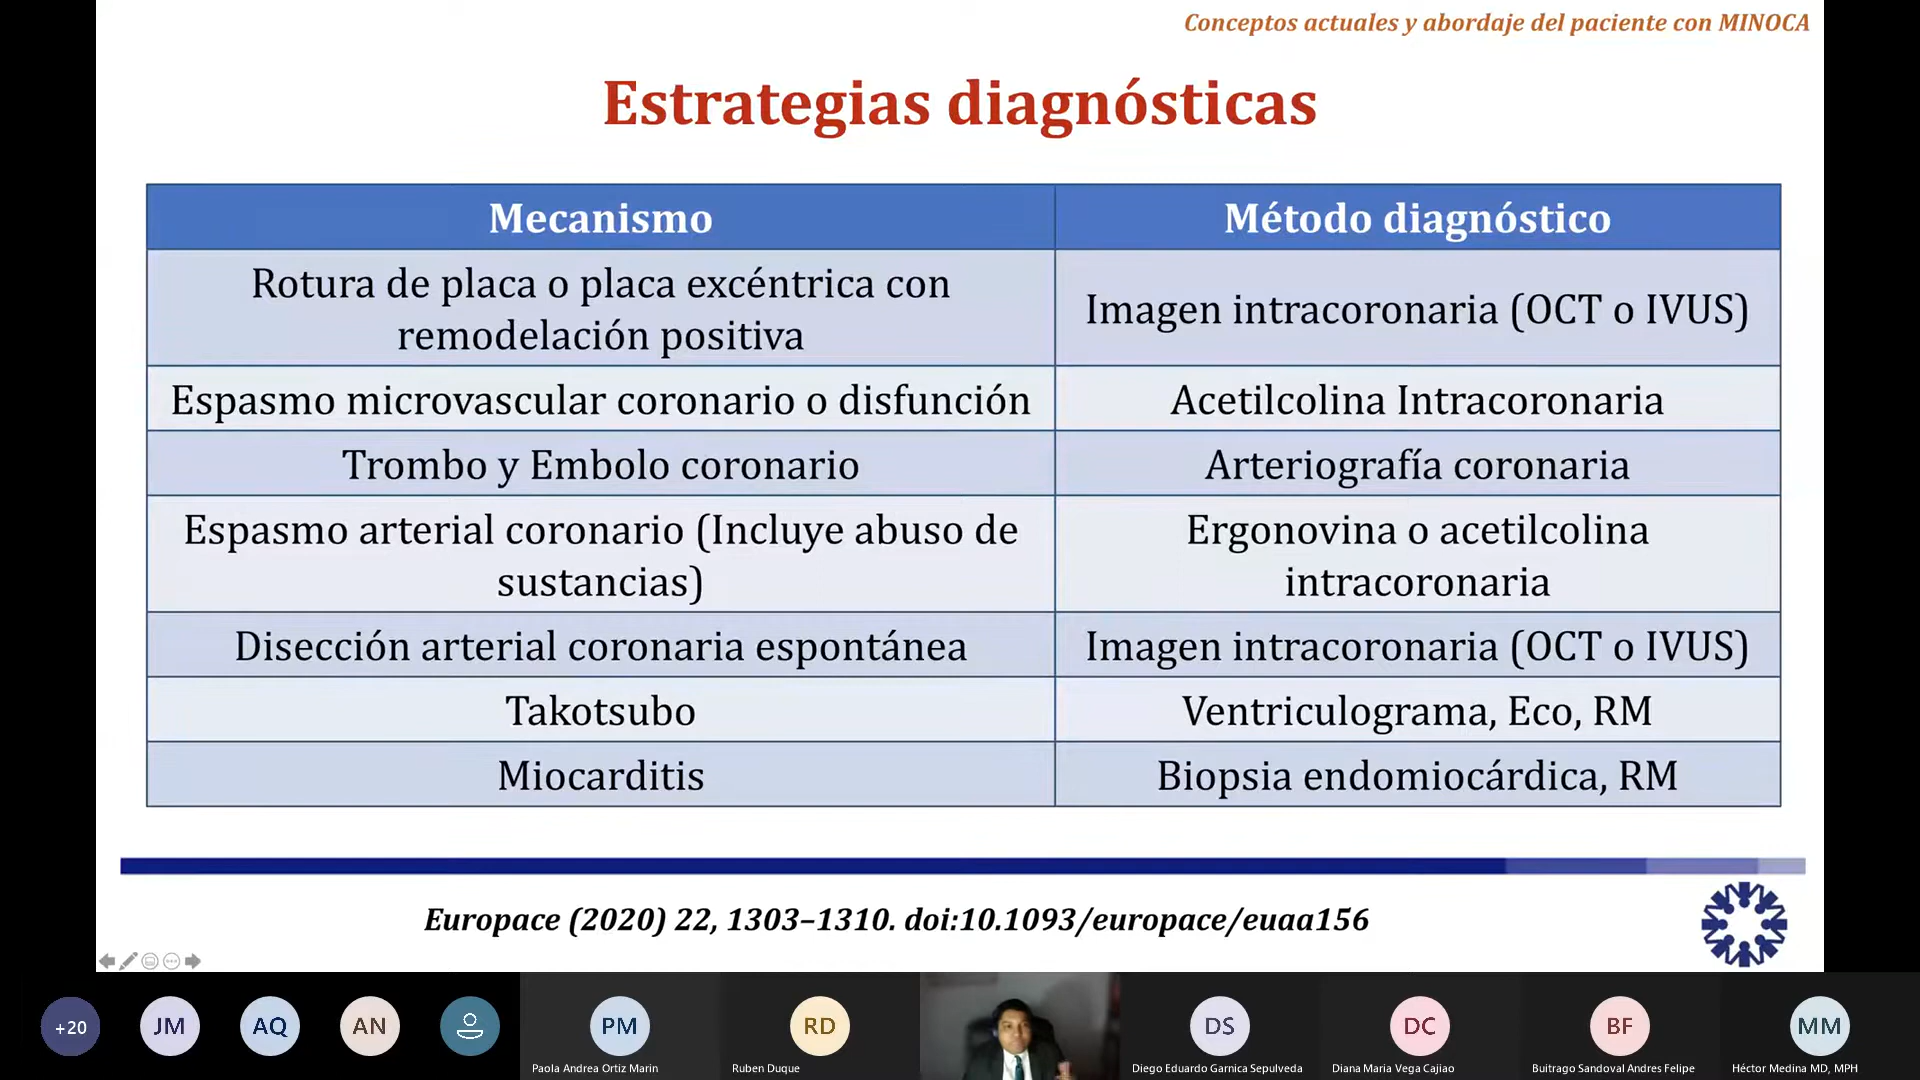 Conceptos actuales y abordaje del paciente con MINOCA
Estrategias diagnósticas
Mecanismo
Método diagnóstico
Rotura de placa o placa excéntrica con
remodelación positiva
Imagen intracoronaria (OCT o IVUS)
Espasmo microvascular coronario o disfunción
Acetilcolina Intracoronaria
Trombo y Embolo coronario
Arteriografía coronaria
Espasmo arterial coronario (Incluye abuso de
sustancias)
Ergonovina o acetilcolina
intracoronaria
Disección arterial coronaria espontánea
Imagen intracoronaria (OCT o IVUS)
Takotsubo
Ventriculograma, Eco, RM
Miocarditis
Biopsia endomiocárdica, RM
Europace (2020) 22, 1303–1310. doi:10.1093/europace/euaa156
+20
JM
AQ
AN
PM
RD
DS
DC
BF
MM
Paola Andrea Ortiz Marin
Ruben Duque
Diego Eduardo Garnica Sepulveda
Diana Maria Vega Cajiao
Buitrago Sandoval Andres Felipe
Héctor Medina MD, MPH